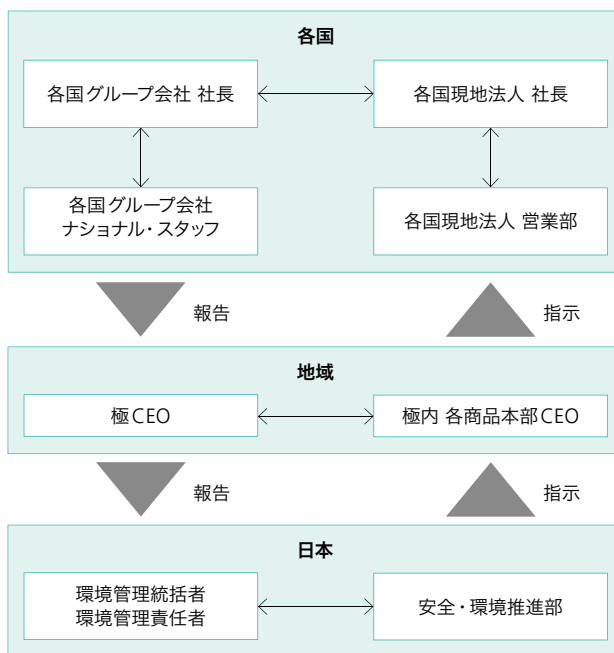 各国
各国グループ会社 社長
各国現地法人 社長
各国グループ会社
ナショナル・スタッフ
各国現地法人 営業部
報告
指示
地域
極CEO
極内 各商品本部CEO
報告
指示
日本
環境管理統括者
環境管理責任者
安全・環境推進部